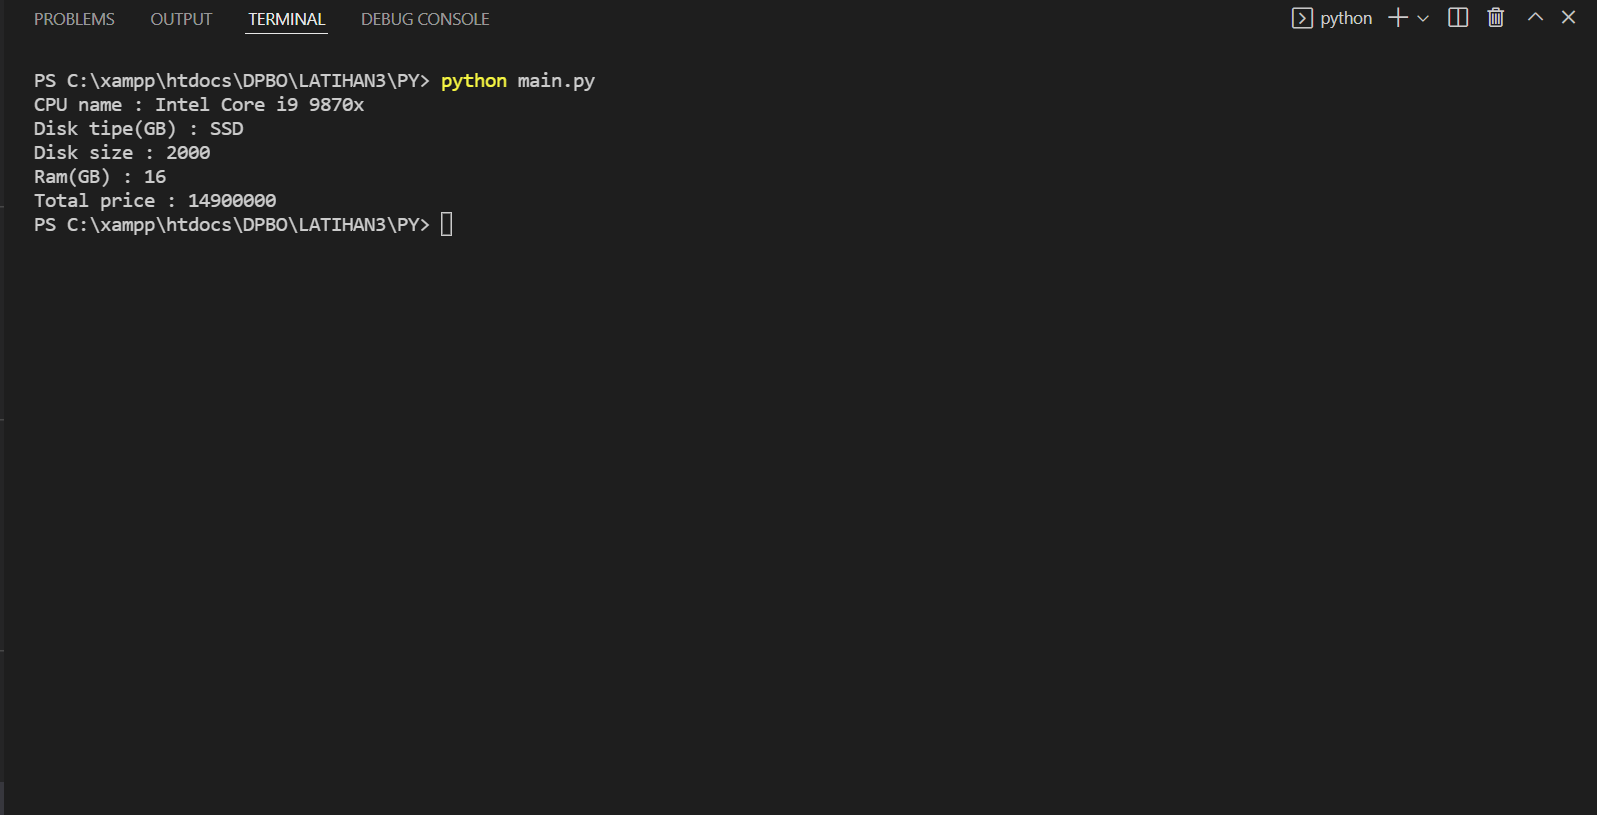 PROBLEMS OUTPUT TERMINAL DEBUG CONSOLE python
PS C:\xampp\htdocs\DPBO\LATIHAN3\PY> python main.py
CPU name : Intel Core i9 9870x
Disk tipe(GB) : SSD
Disk size : 2000
Ram(GB) : 16
Total price : 14900000
PS C:\xampp\htdocs\DPBO\LATIHAN3\PY>